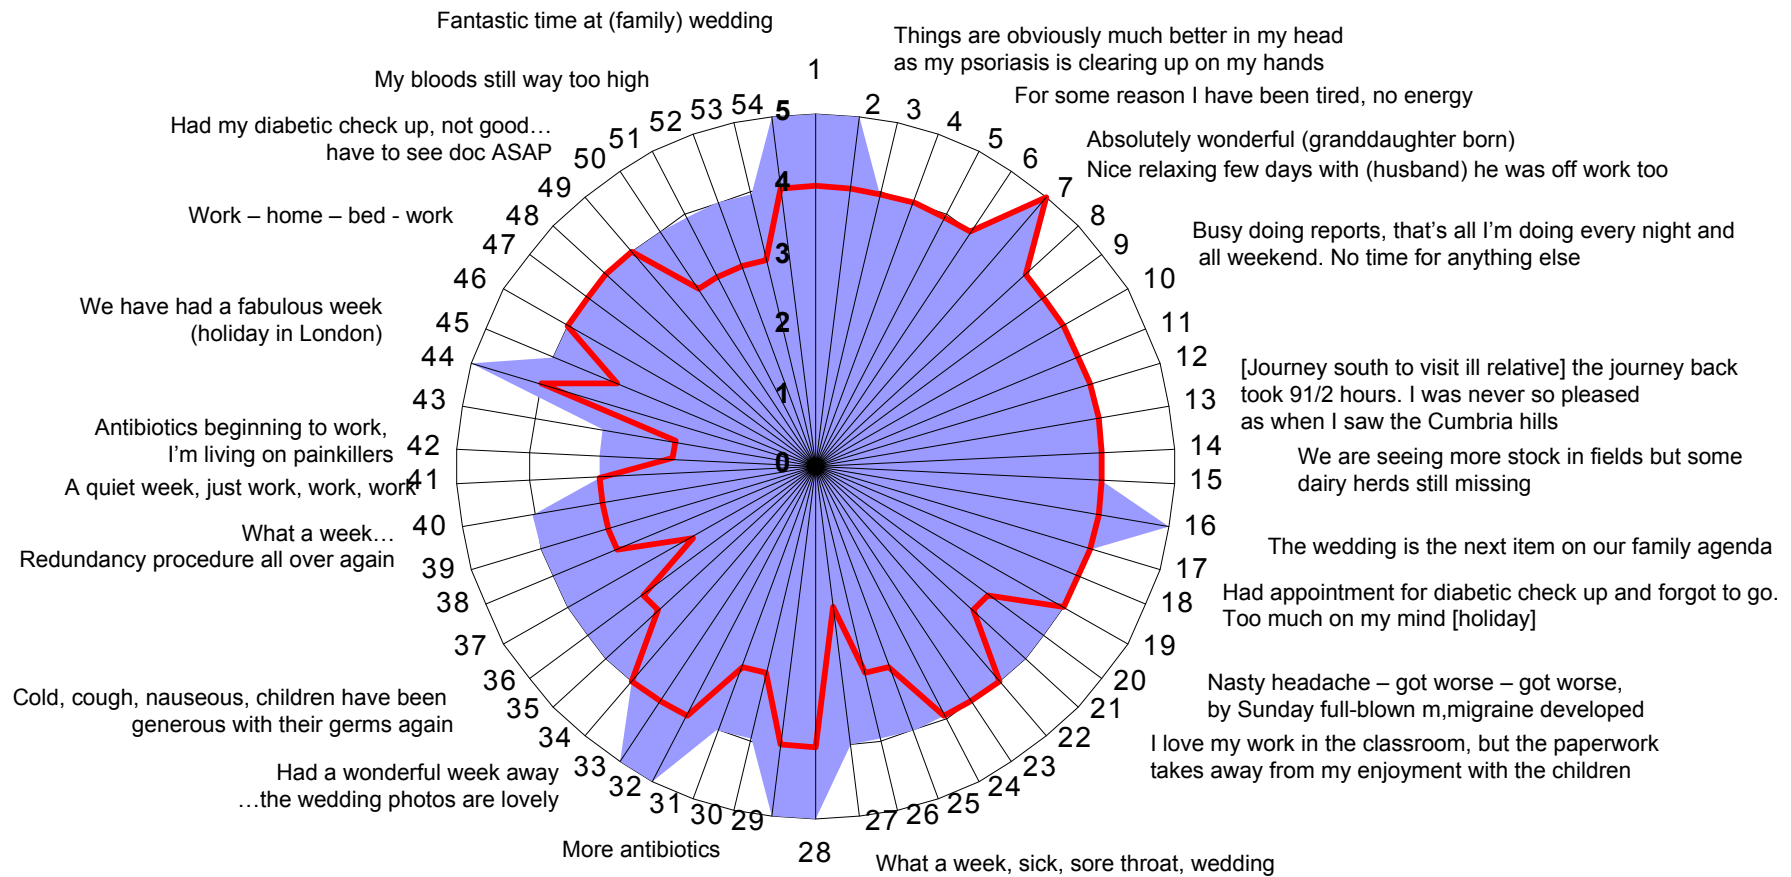 Fantastic time at (family) wedding
Things are obviously much better in my head
as my psoriasis is clearing up on my hands
My bloods still way too high
For some reason I have been tired, no energy
Had my diabetic check up, not good…
have to see doc ASAP
Absolutely wonderful (granddaughter born)
Nice relaxing few days with (husband) he was off work too
Work – home – bed - work
Busy doing reports, that's all I'm doing every night and
all weekend. No time for anything else
We have had a fabulous week
(holiday in London)
[Journey south to visit ill relative] the journey back
took 91/2 hours. I was never so pleased
as when I saw the Cumbria hills
Antibiotics beginning to work,
I'm living on painkillers
We are seeing more stock in fields but some
dairy herds still missing
A quiet week, just work, work, work
What a week…
Redundancy procedure all over again
The wedding is the next item on our family agenda
Had appointment for diabetic check up and forgot to go.
Too much on my mind [holiday]
Cold, cough, nauseous, children have been
generous with their germs again
Nasty headache – got worse – got worse,
by Sunday full-blown m,migraine developed
I love my work in the classroom, but the paperwork
takes away from my enjoyment with the children
Had a wonderful week away
…the wedding photos are lovely
More antibiotics
What a week, sick, sore throat, wedding
1
2
3
4
5
6
7
8
9
10
11
12
13
14
15
16
17
18
19
20
21
22
23
24
25
26
27
28
29
30
31
32
33
34
35
36
37
38
39
40
41
42
43
44
45
46
47
48
49
50
51
52
53
54
5
4
3
2
1
0